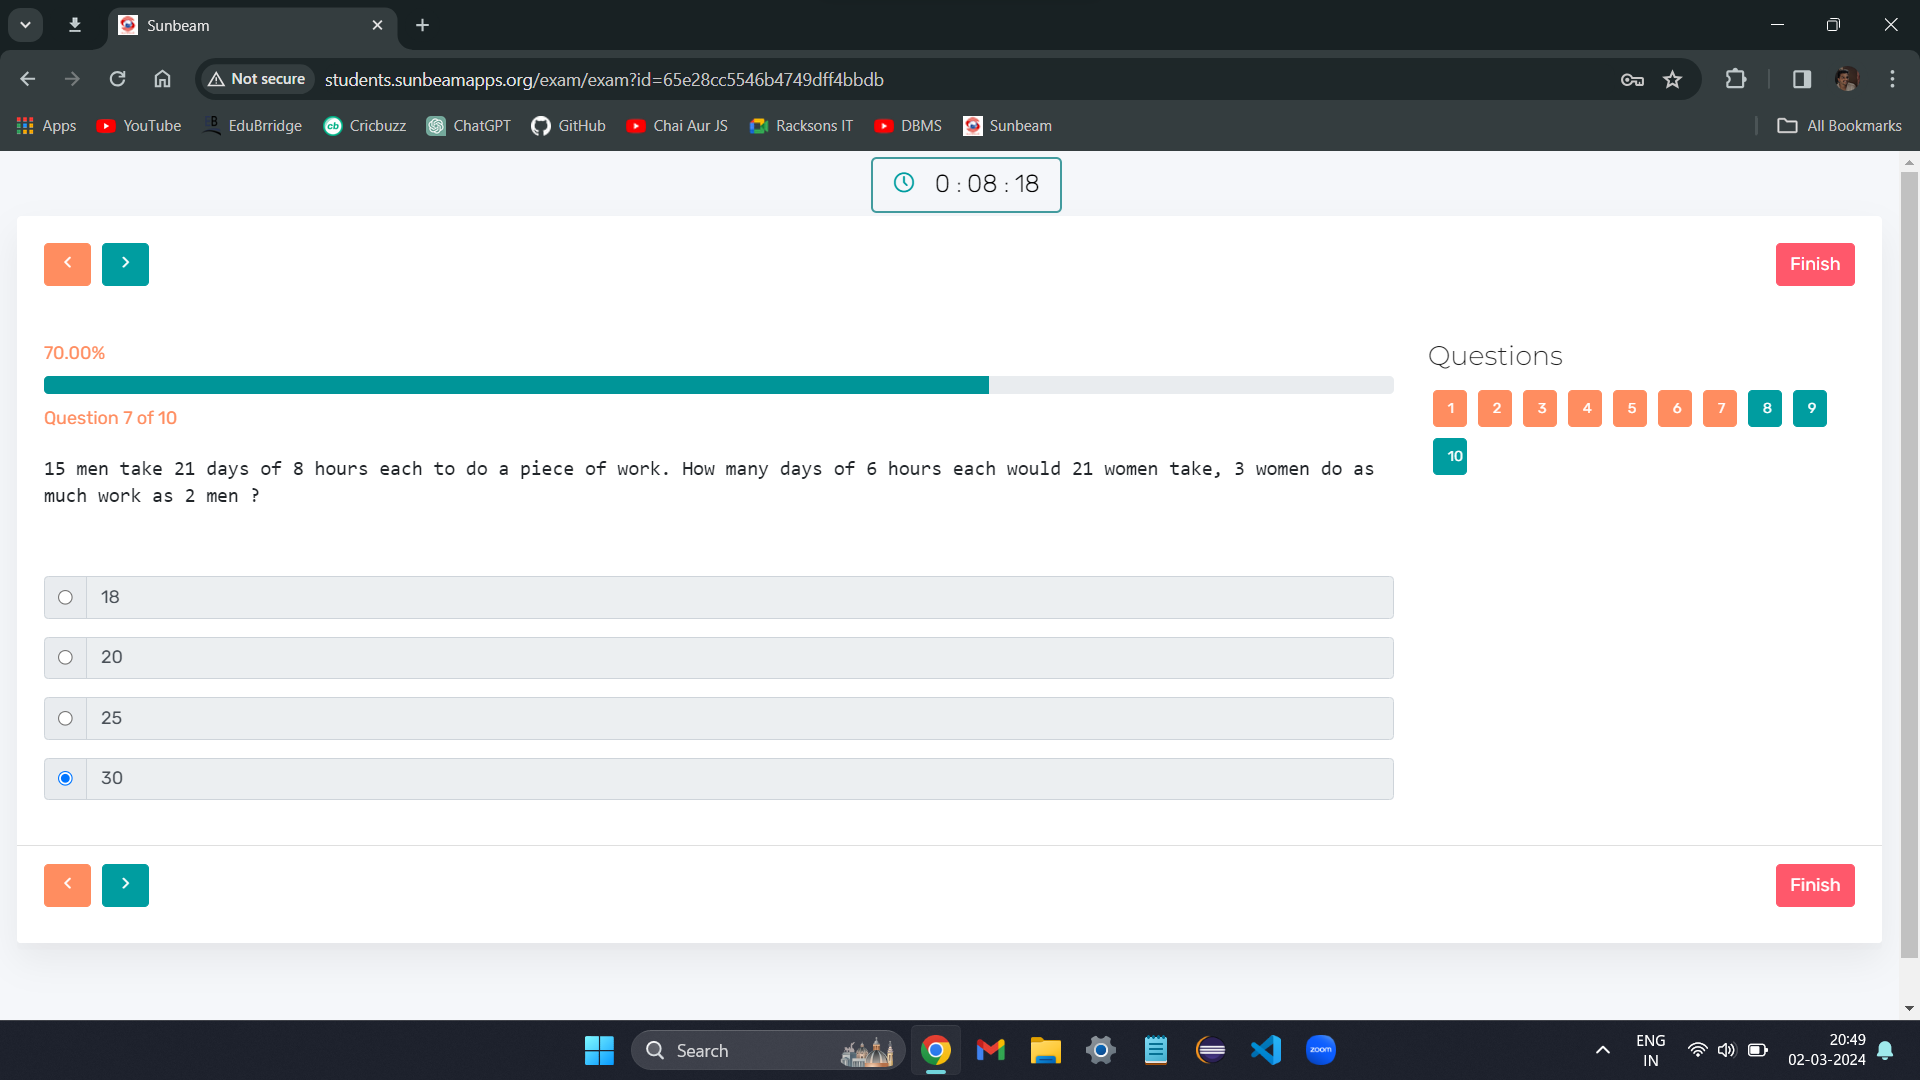 Sunbeam
Not secure students.sunbeamapps.org/exam/exam?id=65e28cc5546b4749dff4bbdb
Apps YouTube EduBrridge Cricbuzz ChatGPT GitHub Chai Aur JS Racksons IT DBMS Sunbeam All Bookmarks
0 : 08 : 18
Finish
70.00%
Question 7 of 10
15 men take 21 days of 8 hours each to do a piece of work. How many days of 6 hours each would 21 women take, 3 women do as
much work as 2 men ?
18
20
25
30
Questions
1 2 3 4 5 6 7 8 9
10
Finish
Search
zoom
ENG
IN
20:49
02-03-2024